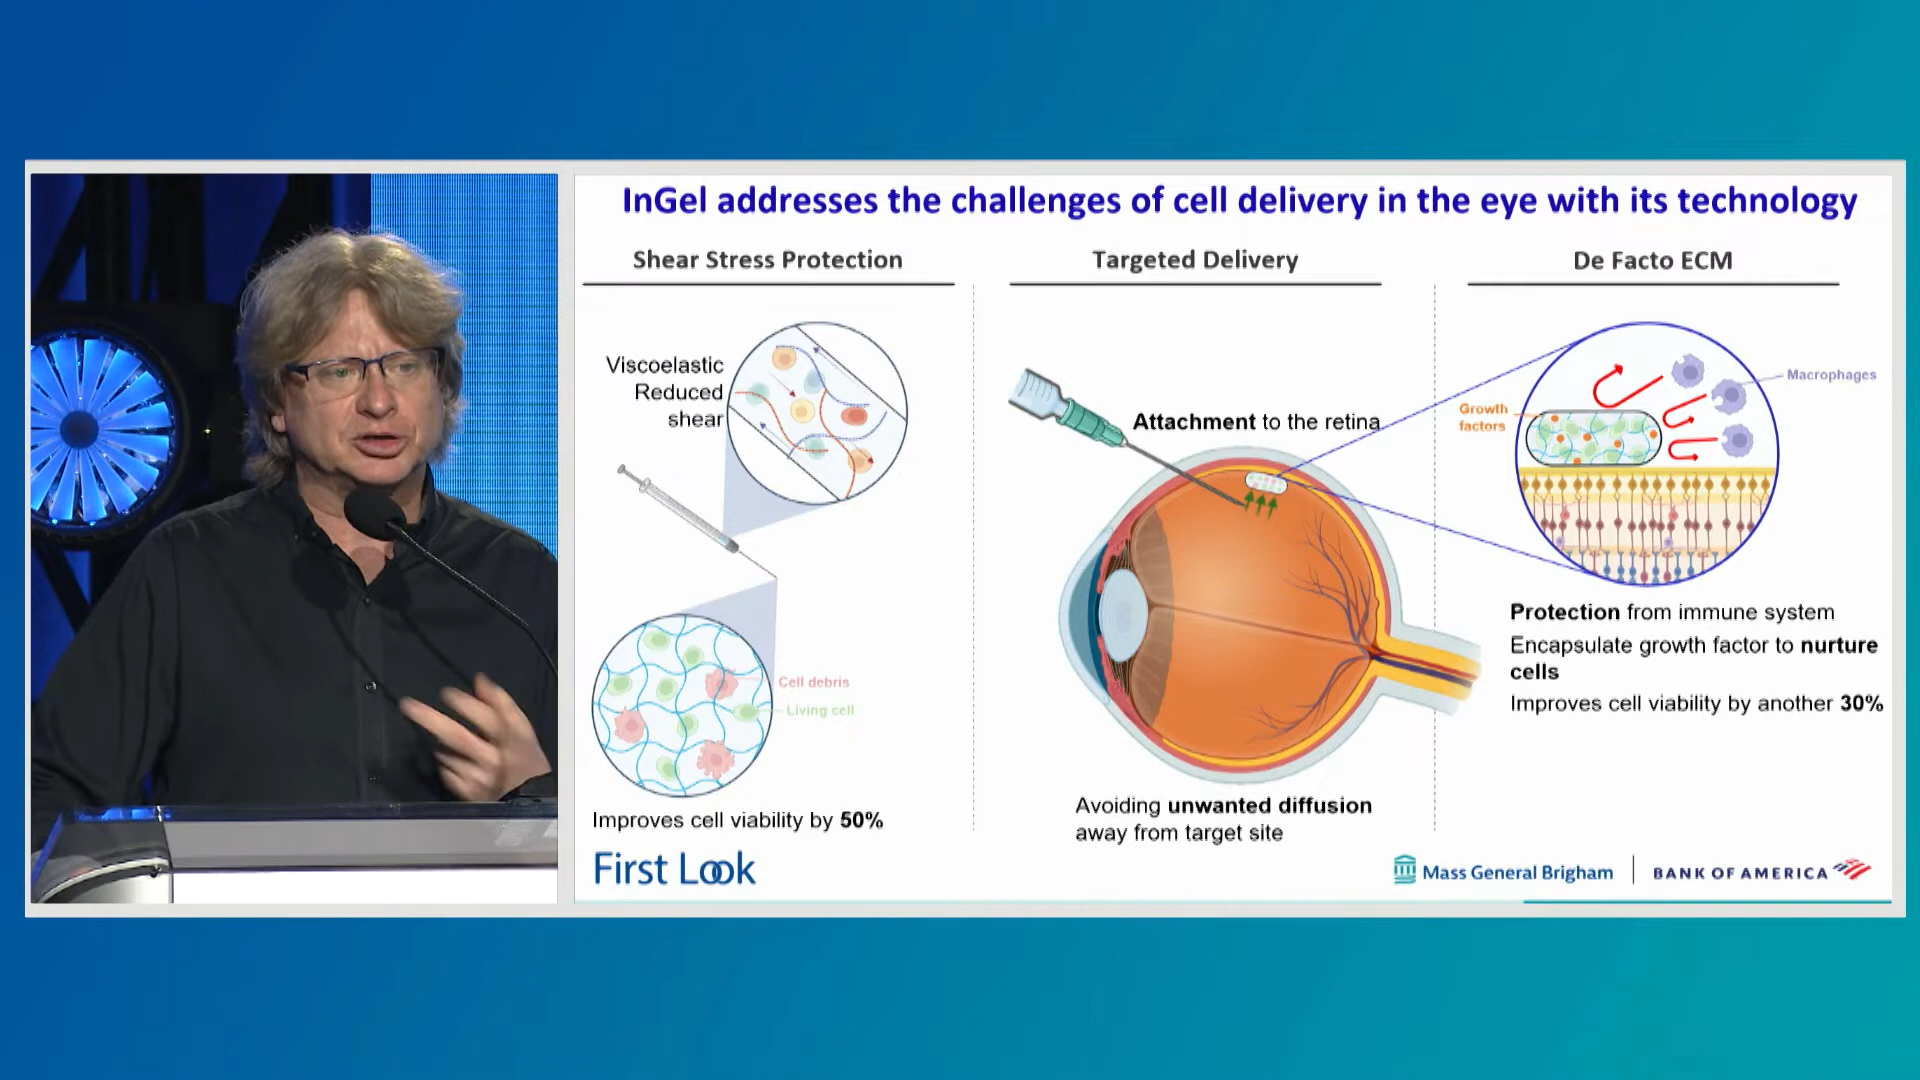 InGel addresses the challenges of cell delivery in the eye with its technology
Shear Stress Protection
Viscoelastic
Reduced
shear
Cell debris
Living cell
Improves cell viability by 50%
Targeted Delivery
Attachment to the retina
Avoiding unwanted diffusion
away from target site
De Facto ECM
Macrophages
Growth
factors
Protection from immune system
Encapsulate growth factor to nurture
cells
Improves cell viability by another 30%
First Look
Mass General Brigham
BANK OF AMERICA